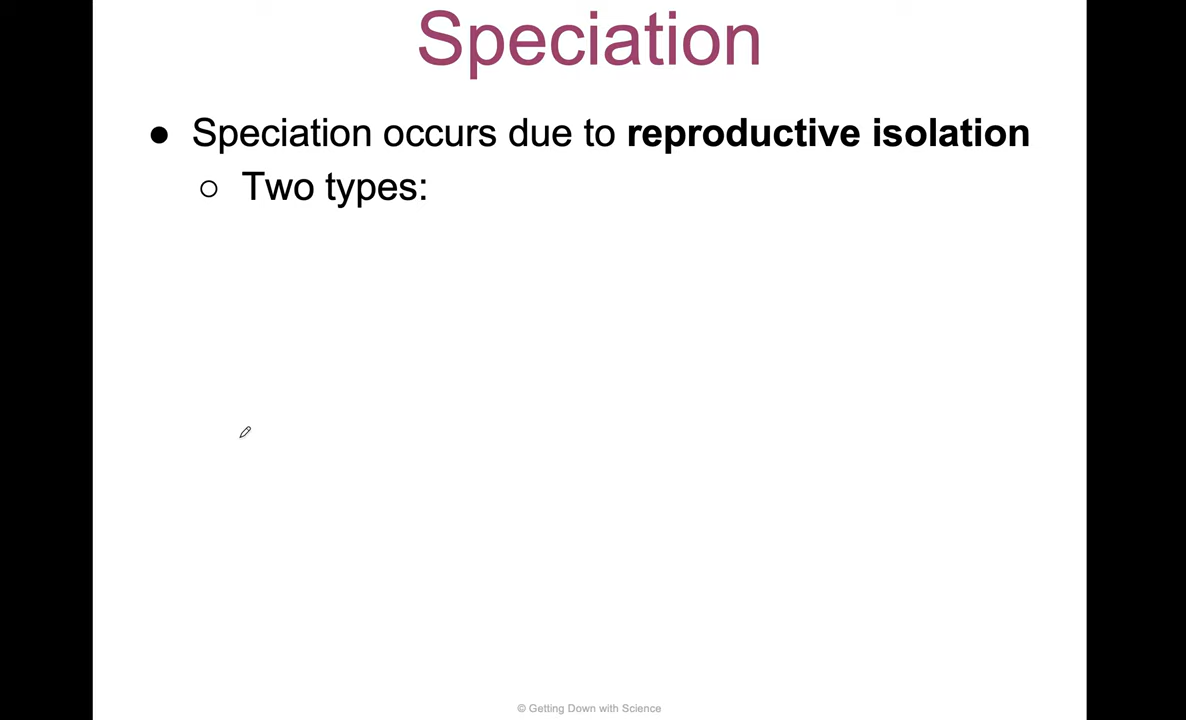 Speciation
● Speciation occurs due to reproductive isolation
○ Two types:
© Getting Down with Science